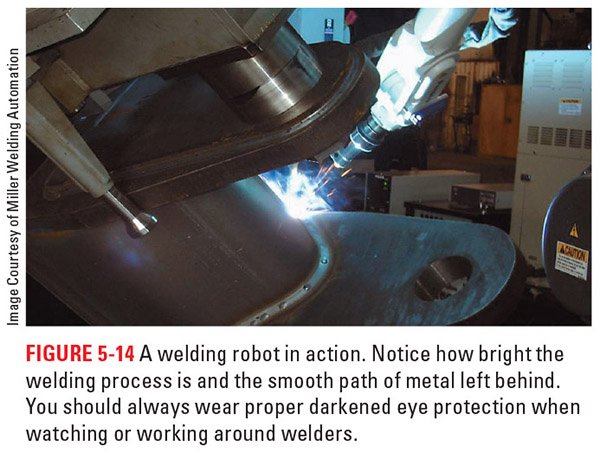 Image Courtesy of Miller Welding Automation
CAUTION
FIGURE 5-14 A welding robot in action. Notice how bright the
welding process is and the smooth path of metal left behind.
You should always wear proper darkened eye protection when
watching or working around welders.